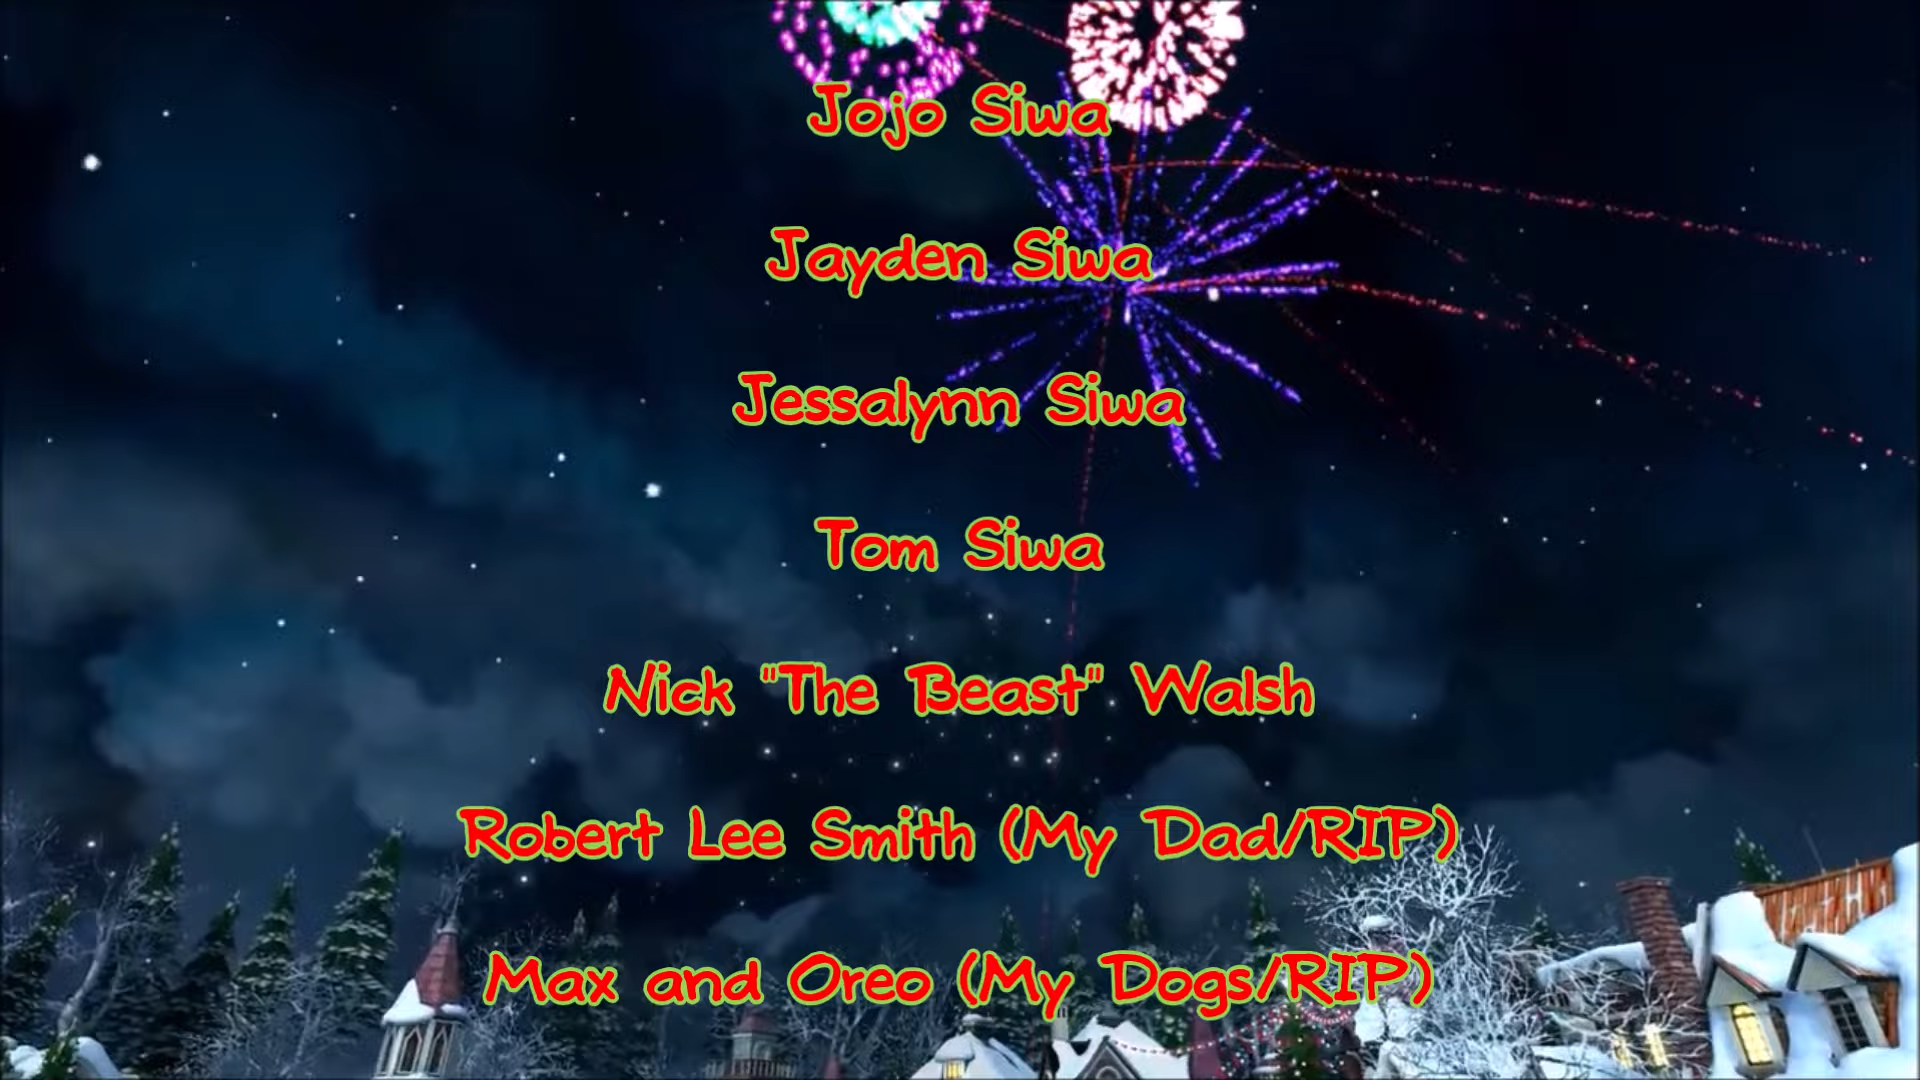 Jojo Siwa
Jayden Siwa
Jessalynn Siwa
Tom Siwa
Nick "The Beast" Walsh
Robert Lee Smith (My Dad/RIP)
Max and Oreo (My Dogs/RIP)